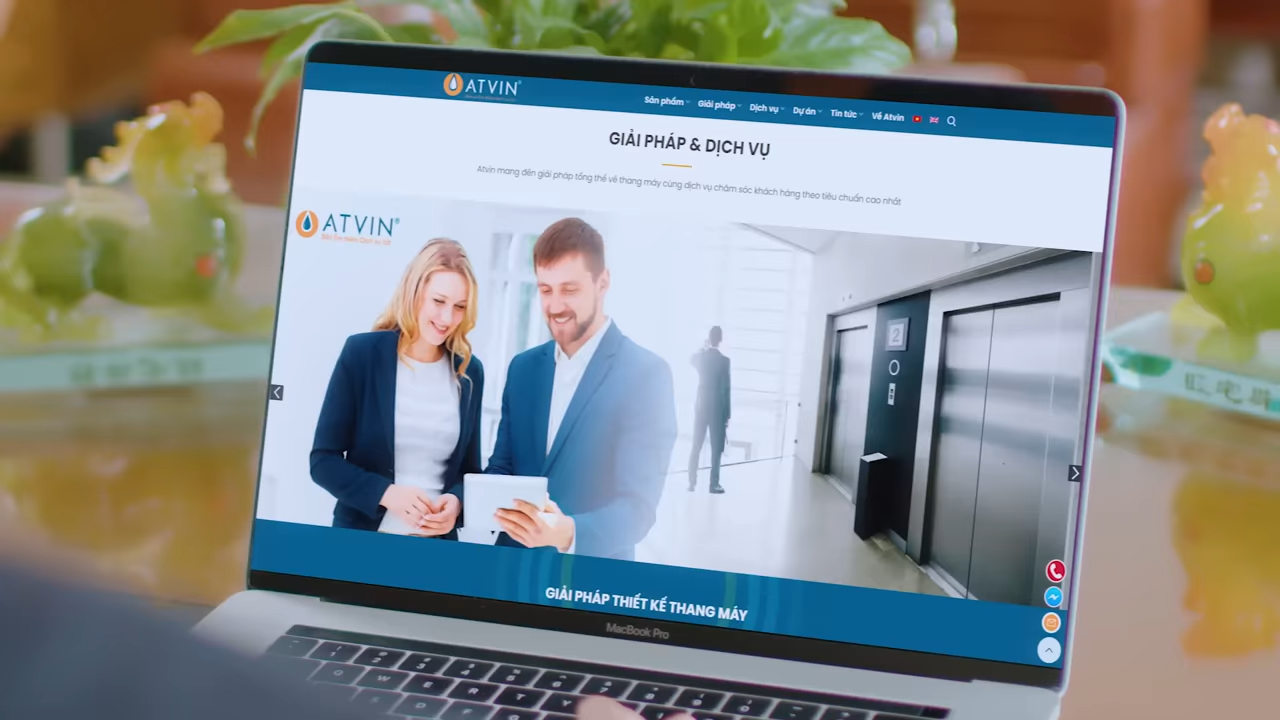 ATVIN®
Sản phẩm Giải pháp Dịch vụ Dự án Tin tức Về Atvin
GIẢI PHÁP & DỊCH VỤ
Atvin mang đến giải pháp tổng thể về thang máy cùng dịch vụ chăm sóc khách hàng theo tiêu chuẩn cao nhất
ATVIN®
2
GIẢI PHÁP THIẾT KẾ THANG MÁY
MacBook Pro